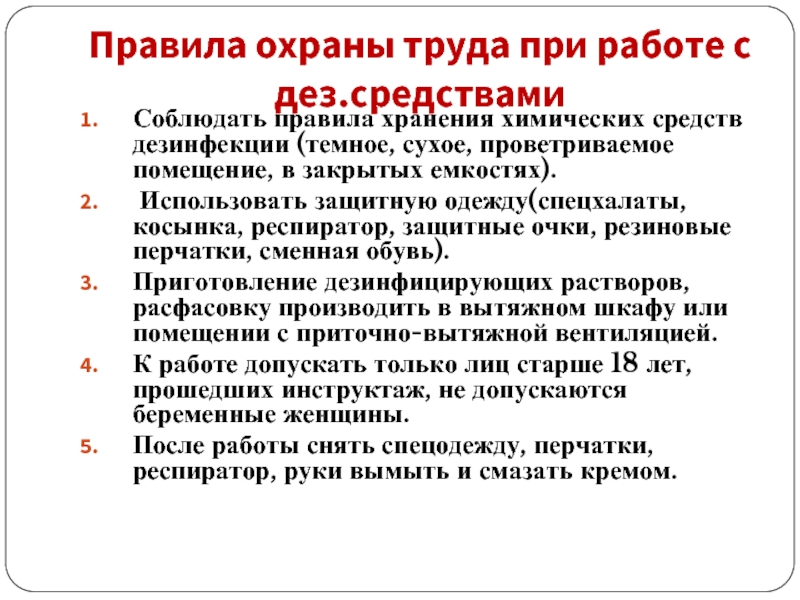 Правила охраны труда при работе с
дез.средствами
1. Соблюдать правила хранения химических средств
дезинфекции (темное, сухое, проветриваемое
помещение, в закрытых емкостях).
2. Использовать защитную одежду(спецхалаты,
косынка, респиратор, защитные очки, резиновые
перчатки, сменная обувь).
3. Приготовление дезинфицирующих растворов,
расфасовку производить в вытяжном шкафу или
помещении с приточно-вытяжной вентиляцией.
4. К работе допускать только лиц старше 18 лет,
прошедших инструктаж, не допускаются
беременные женщины.
5. После работы снять спецодежду, перчатки,
респиратор, руки вымыть и смазать кремом.